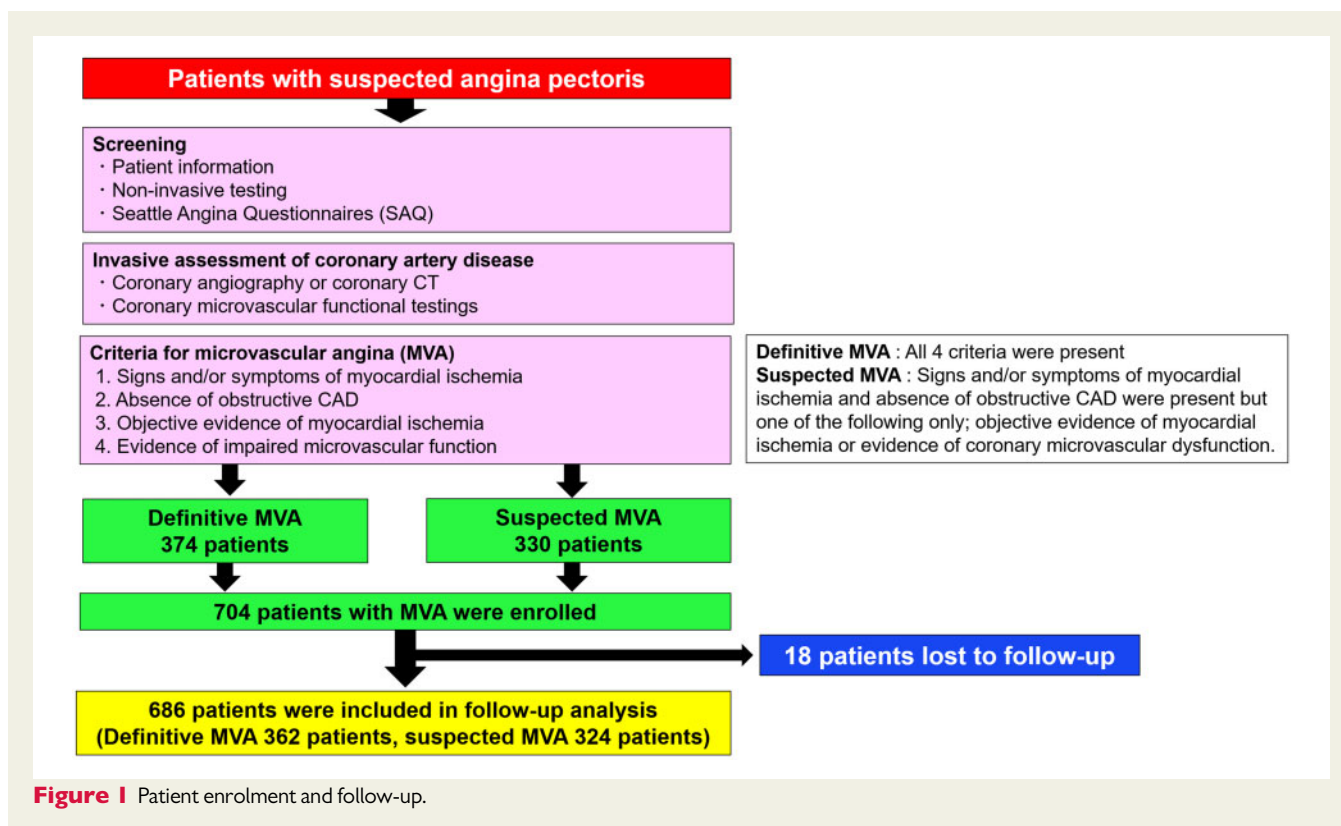 Patients with suspected angina pectoris
Screening
・Patient information
・Non-invasive testing
・Seattle Angina Questionnaires (SAQ)
Invasive assessment of coronary artery disease
・Coronary angiography or coronary CT
・Coronary microvascular functional testings
Criteria for microvascular angina (MVA)
1. Signs and/or symptoms of myocardial ischemia
2. Absence of obstructive CAD
3. Objective evidence of myocardial ischemia
4. Evidence of impaired microvascular function
Definitive MVA : All 4 criteria were present
Suspected MVA : Signs and/or symptoms of myocardial
ischemia and absence of obstructive CAD were present but
one of the following only; objective evidence of myocardial
ischemia or evidence of coronary microvascular dysfunction.
Definitive MVA
374 patients
Suspected MVA
330 patients
704 patients with MVA were enrolled
18 patients lost to follow-up
686 patients were included in follow-up analysis
(Definitive MVA 362 patients, suspected MVA 324 patients)
Figure 1 Patient enrolment and follow-up.